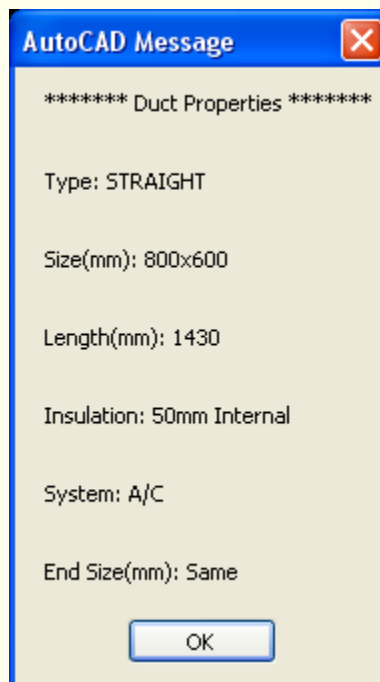 AutoCAD Message
******* Duct Properties *******
Type: STRAIGHT
Size(mm): 800x600
Length(mm): 1430
Insulation: 50mm Internal
System: A/C
End Size(mm): Same
OK